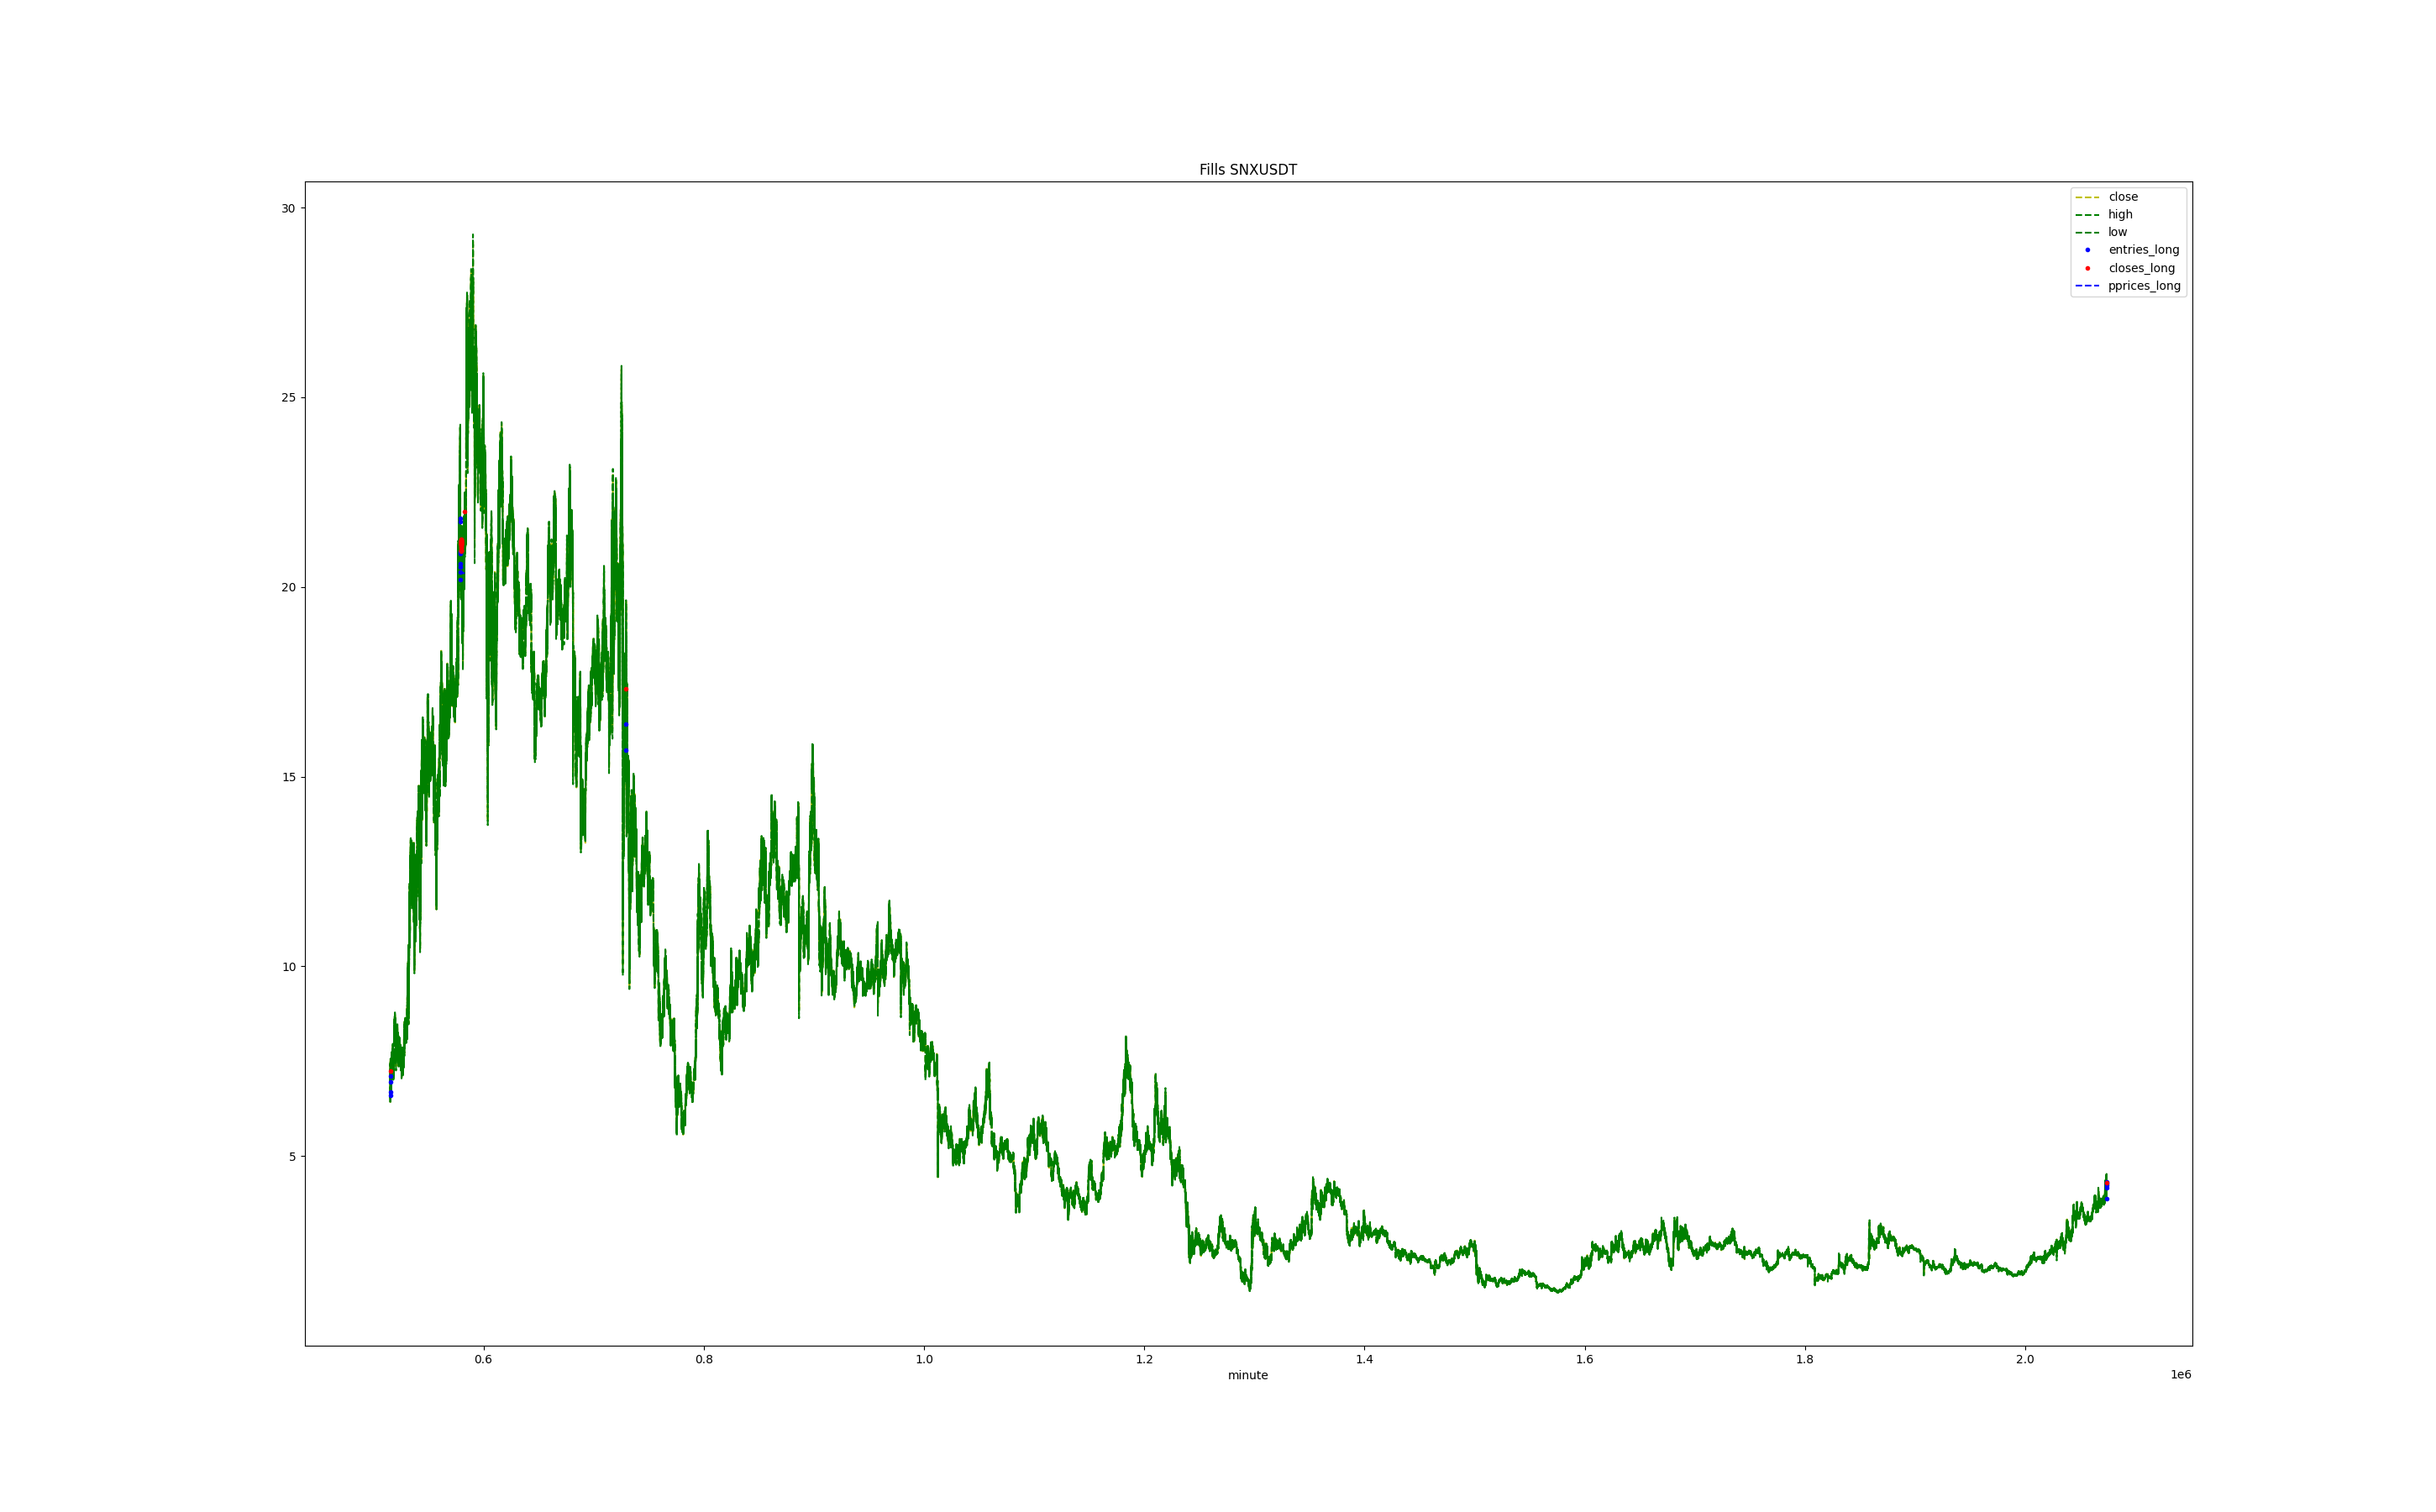 Fills SNXUSDT
30
25
20
15
10
5
close
high
low
entries_long
closes_long
pprices_long
0.6 0.8 1.0 1.2 1.4 1.6 1.8 2.0
minute
1e6